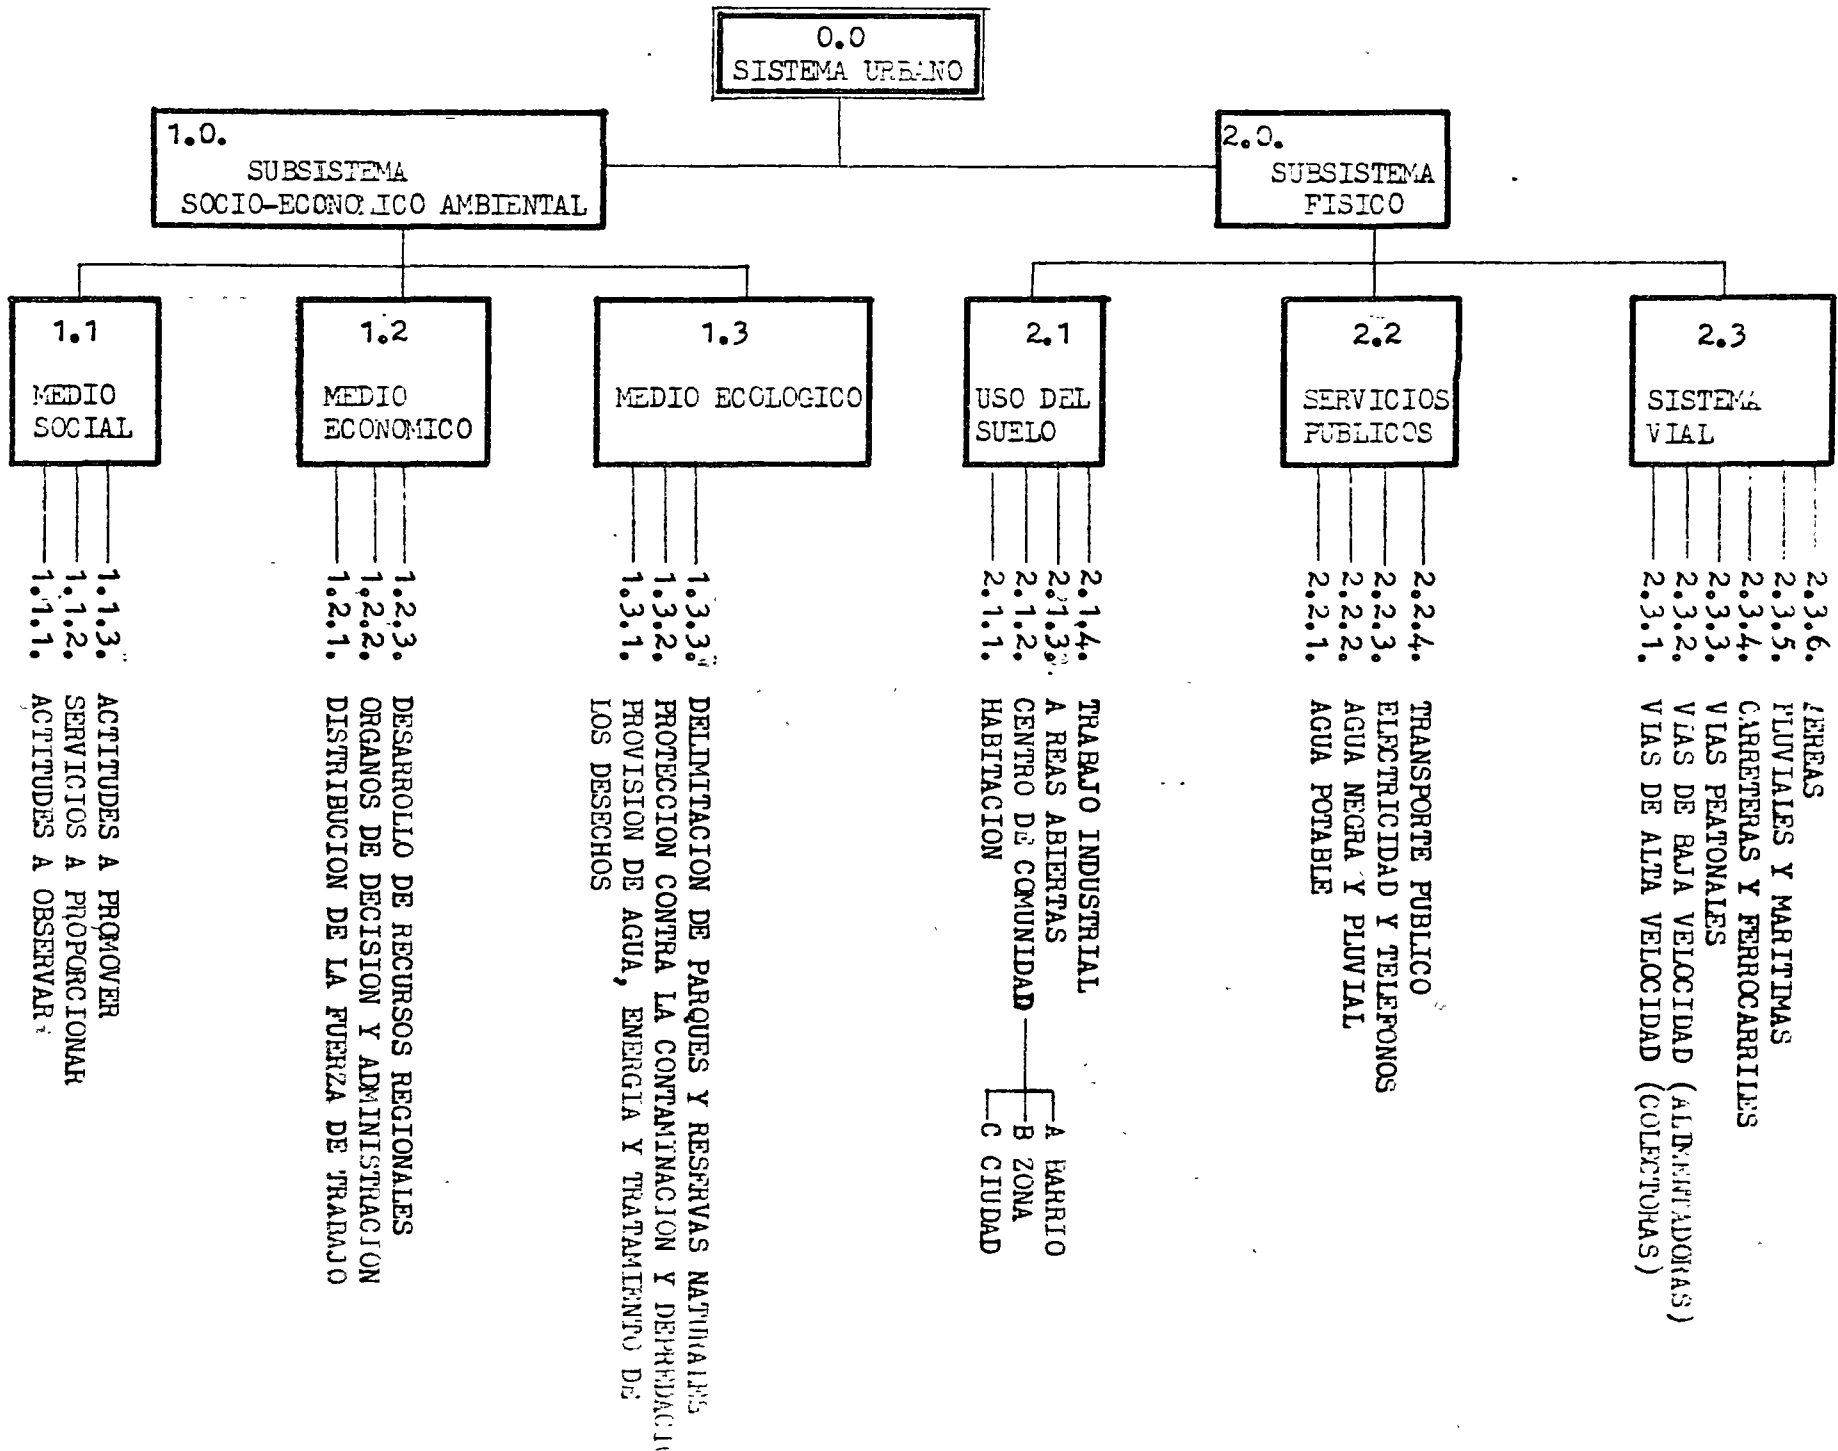 0.0
SISTEMA URBANO
1.0.
SUBSISTEMA
SOCIO-ECONOMICO AMBIENTAL
2.0.
SUBSISTEMA
FISICO
1.1
MEDIO
SOCIAL
1.2
MEDIO
ECONOMICO
1.3
MEDIO ECOLOGICO
2.1
USO DEL
SUELO
2.2
SERVICIOS
PUBLICOS
2.3
SISTEMA
VIAL
1.1.3. ACTITUDES A PROMOVER
1.1.2. SERVICIOS A PROPORCIONAR
1.1.1. ACTITUDES A OBSERVAR
1.2.3. DESARROLLO DE RECURSOS REGIONALES
1.2.2. ORGANOS DE DECISION Y ADMINISTRACION
1.2.1. DISTRIBUCION DE LA FUERZA DE TRABAJO
1.3.3. DELIMITACION DE PARQUES Y RESERVAS NATURALES
1.3.2. PROTECCION CONTRA LA CONTAMINACION Y DEPREDACI
1.3.1. PROVISION DE AGUA, ENERGIA Y TRATAMIENTO DE
LOS DESECHOS
2.1.4. TRABAJO INDUSTRIAL
2.1.3. A REAS ABIERTAS
2.1.2. CENTRO DE COMUNIDAD
2.1.1. HABITACION
A BARRIO
B ZONA
C CIUDAD
2.2.4. TRANSPORTE PUBLICO
2.2.3. ELECTRICIDAD Y TELEFONOS
2.2.2. AGUA NEGRA Y PLUVIAL
2.2.1. AGUA POTABLE
2.3.6. AEREAS
2.3.5. FLUVIALES Y MARITIMAS
2.3.4. CARRETERAS Y FERROCARRILES
2.3.3. VIAS PEATONALES
2.3.2. VIAS DE BAJA VELOCIDAD (ALIMENTADORAS)
2.3.1. VIAS DE ALTA VELOCIDAD (COLECTORAS)